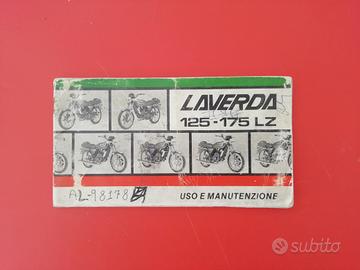 LAVERDA
125-175 LZ
AL-98178
USO E MANUTENZIONE
subito